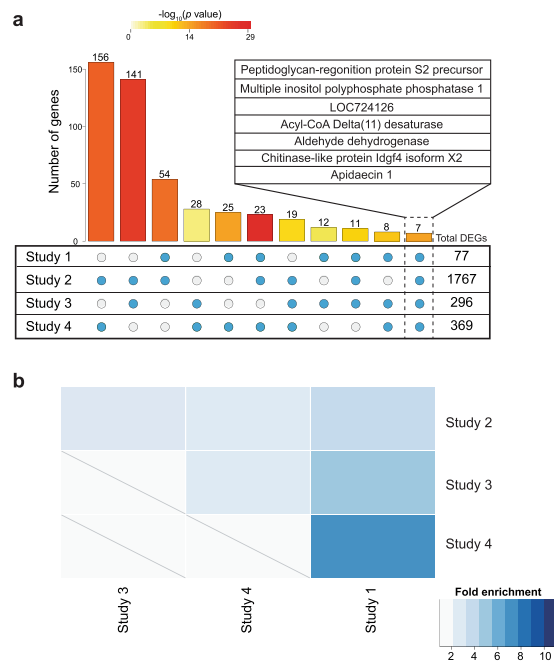 a
-log10(p value)
0 14 29
Number of genes
150
100
50
0
156 141 54 28 25 23 19 12 11 8 7
Peptidoglycan-regonition protein S2 precursor
Multiple inositol polyphosphate phosphatase 1
LOC724126
Acyl-CoA Delta(11) desaturase
Aldehyde dehydrogenase
Chitinase-like protein Idgf4 isoform X2
Apidaecin 1
Total DEGs
Study 1 77
Study 2 1767
Study 3 296
Study 4 369
b
Study 2
Study 3
Study 4
Study 3 Study 4 Study 1
Fold enrichment
2 4 6 8 10